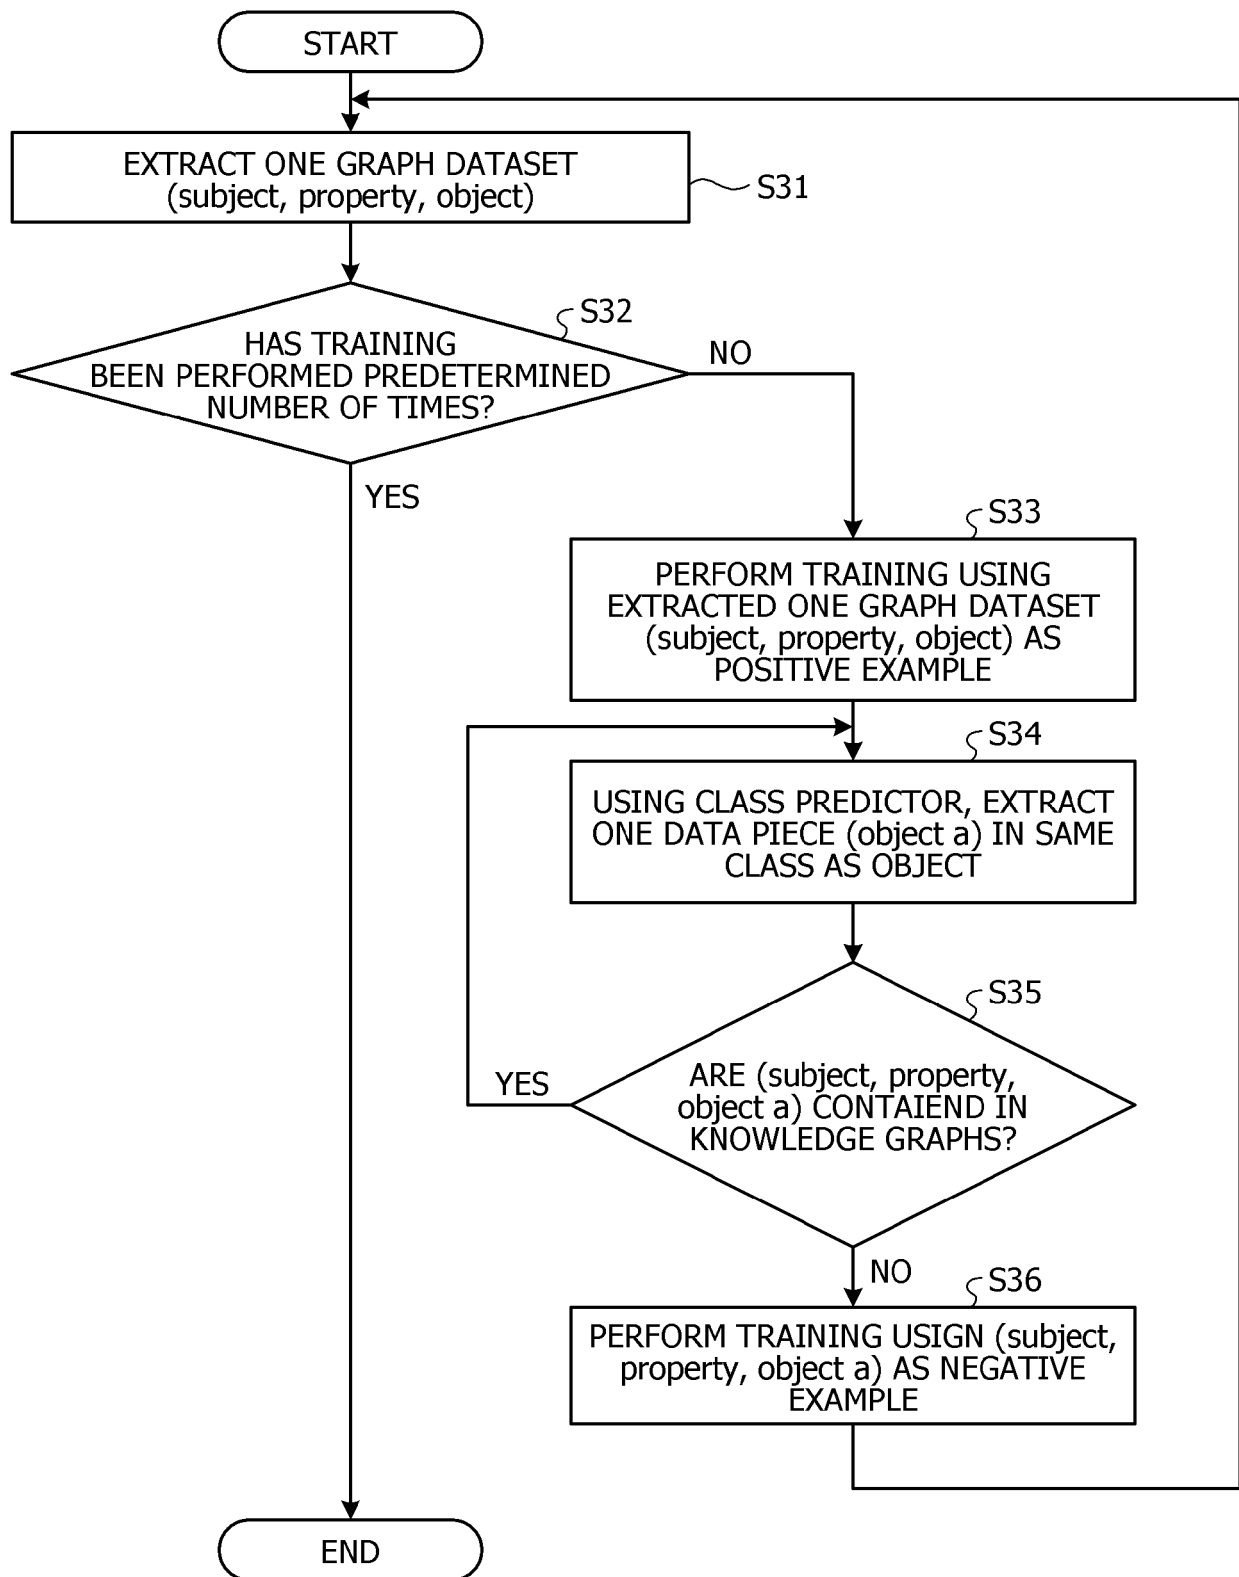 START
EXTRACT ONE GRAPH DATASET
(subject, property, object)
S31
S32
HAS TRAINING
BEEN PERFORMED PREDETERMINED
NUMBER OF TIMES?
NO
YES
S33
PERFORM TRAINING USING
EXTRACTED ONE GRAPH DATASET
(subject, property, object) AS
POSITIVE EXAMPLE
S34
USING CLASS PREDICTOR, EXTRACT
ONE DATA PIECE (object a) IN SAME
CLASS AS OBJECT
S35
YES
ARE (subject, property,
object a) CONTAIEND IN
KNOWLEDGE GRAPHS?
NO
S36
PERFORM TRAINING USIGN (subject,
property, object a) AS NEGATIVE
EXAMPLE
END